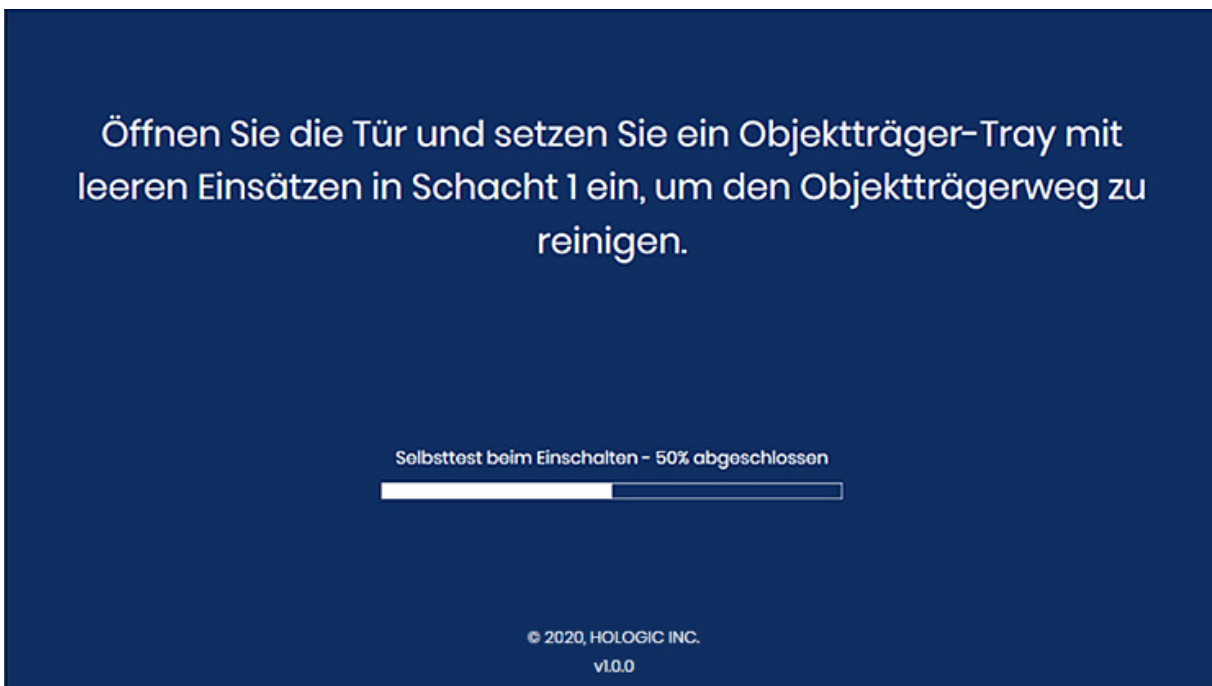 Öffnen Sie die Tür und setzen Sie ein Objektträger-Tray mit
leeren Einsätzen in Schacht 1 ein, um den Objektträgerweg zu
reinigen.
Selbsttest beim Einschalten - 50% abgeschlossen
© 2020, HOLOGIC INC.
v1.0.0